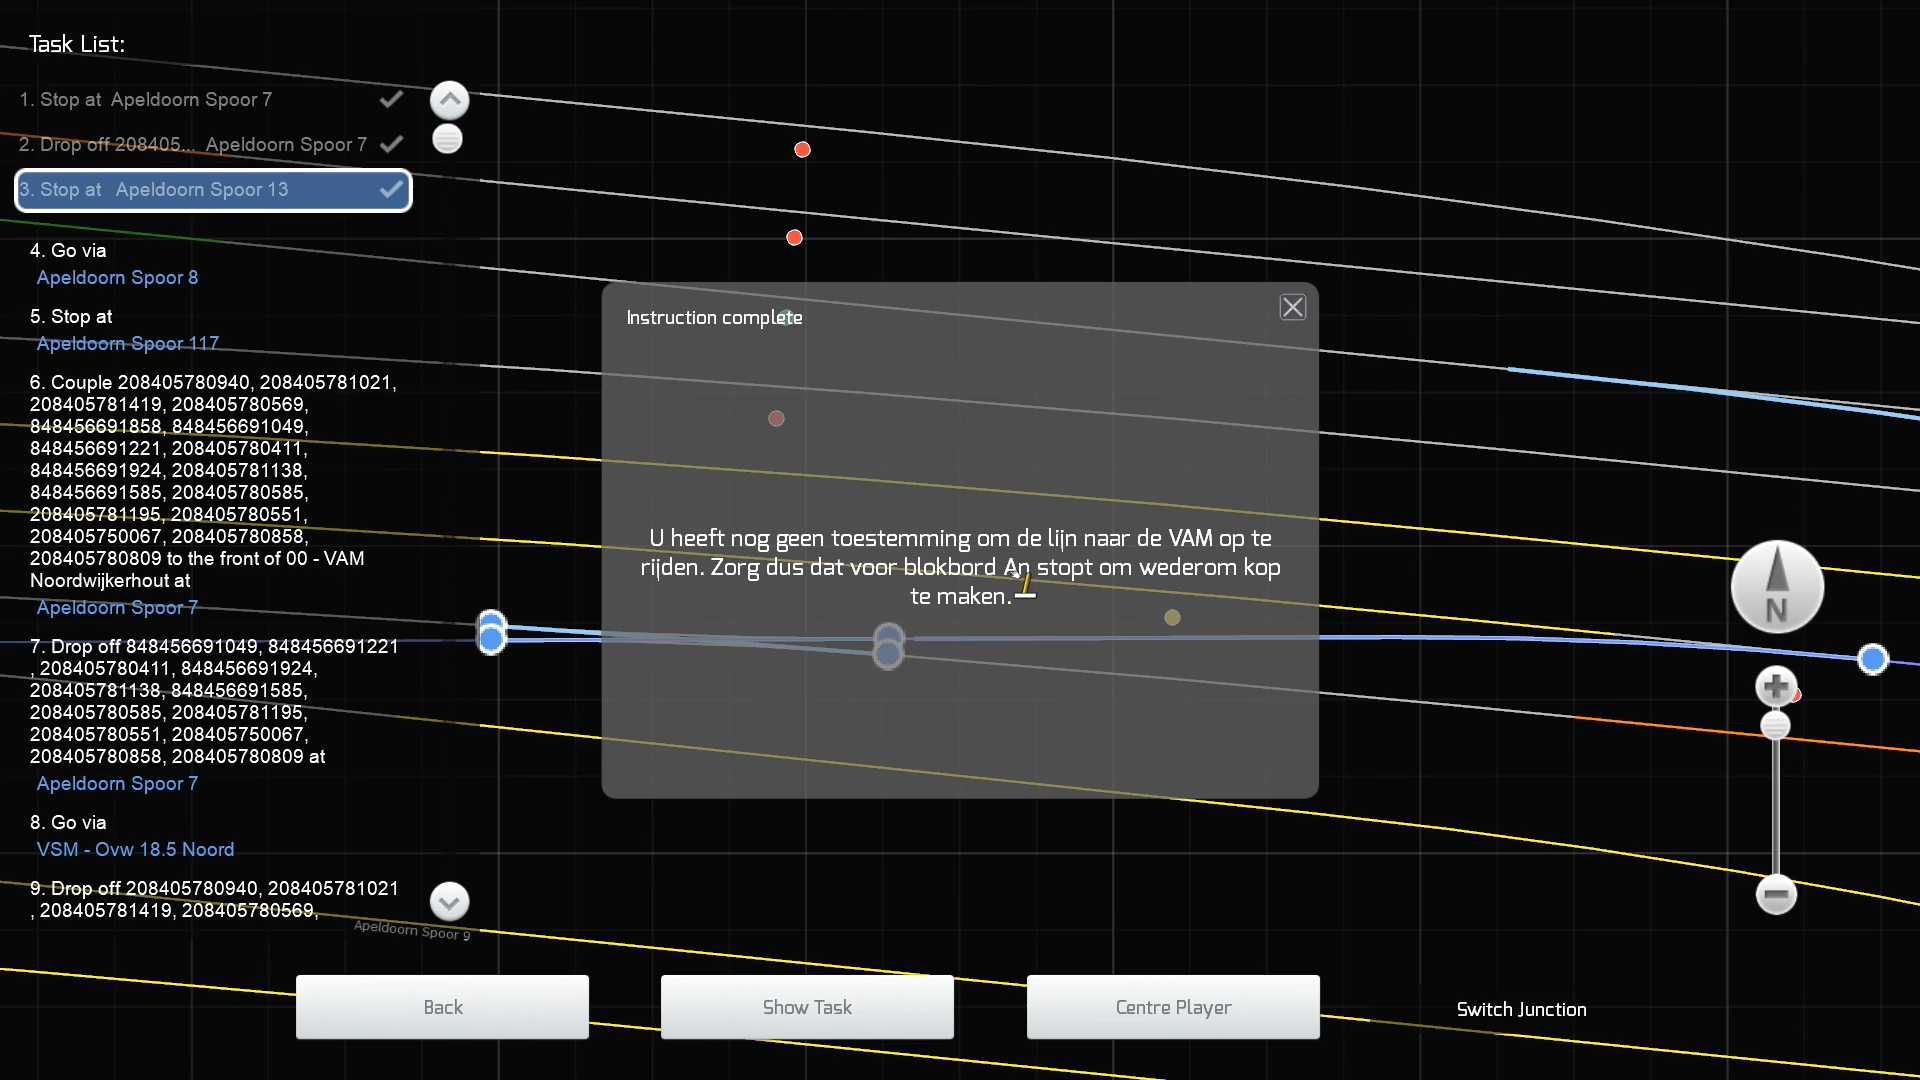 Task List:
1. Stop at Apeldoorn Spoor 7
2. Drop off 208405... Apeldoorn Spoor 7
3. Stop at Apeldoorn Spoor 13
4. Go via
Apeldoorn Spoor 8
5. Stop at
Apeldoorn Spoor 117
6. Couple 208405780940, 208405781021,
208405781419, 208405780569,
848456691858, 848456691049,
848456691221, 208405780411,
848456691924, 208405781138,
848456691585, 208405780585,
208405781195, 208405780551,
208405750067, 208405780858,
208405780809 to the front of 00 - VAM
Noordwijkerhout at
Apeldoorn Spoor 7
7. Drop off 848456691049, 848456691221
, 208405780411, 848456691924,
208405781138, 848456691585,
208405780585, 208405781195,
208405780551, 208405750067,
208405780858, 208405780809 at
Apeldoorn Spoor 7
8. Go via
VSM - Ovw 18.5 Noord
9. Drop off 208405780940, 208405781021
, 208405781419, 208405780569,
Apeldoorn Spoor 9
Instruction complete
U heeft nog geen toestemming om de lijn naar de VAM op te
rijden. Zorg dus dat voor blokbord An stopt om wederom kop
te maken.
N
Back
Show Task
Centre Player
Switch Junction